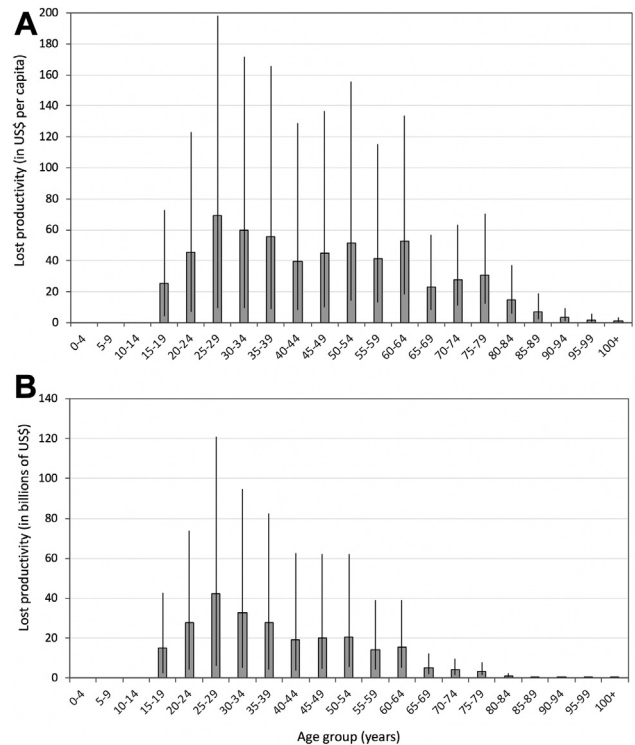 A
Lost productivity (in US$ per capita)
200
180
160
140
120
100
80
60
40
20
0
0-4 5-9 10-14 15-19 20-24 25-29 30-34 35-39 40-44 45-49 50-54 55-59 60-64 65-69 70-74 75-79 80-84 85-89 90-94 95-99 100+
B
Lost productivity (in billions of US$)
140
120
100
80
60
40
20
0
0-4 5-9 10-14 15-19 20-24 25-29 30-34 35-39 40-44 45-49 50-54 55-59 60-64 65-69 70-74 75-79 80-84 85-89 90-94 95-99 100+
Age group (years)